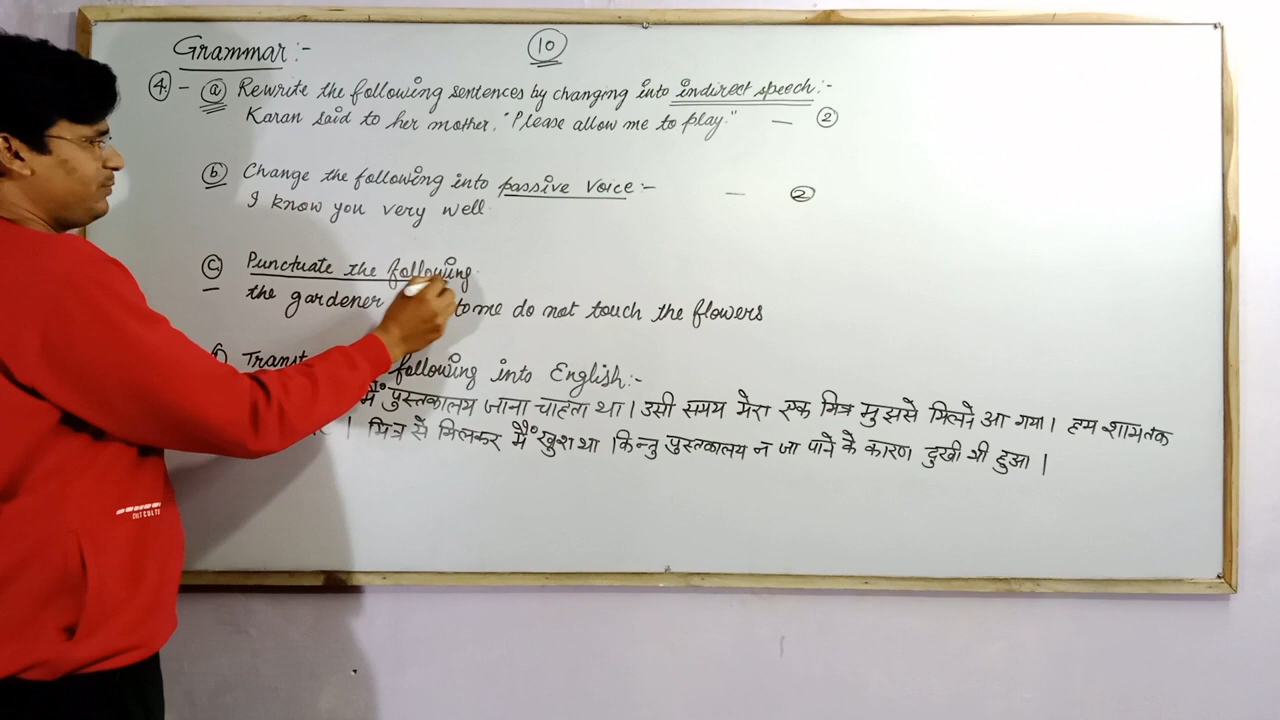 Grammar:-
10
4. - a Rewrite the following sentences by changing into indirect speech:-
Karan said to her mother, "Please allow me to play." — 2
b Change the following into passive Voice:- — 2
I know you very well.
c Punctuate the following.
the gardener to me do not touch the flowers
following into English:-
मैं पुस्तकालय जाना चाहता था। उसी समय मेरा एक मित्र मुझसे मिलने आ गया। हम शामतक
। मित्र से मिलकर मैं खुश था किन्तु पुस्तकालय न जा पाने के कारण दुखी भी हुआ।